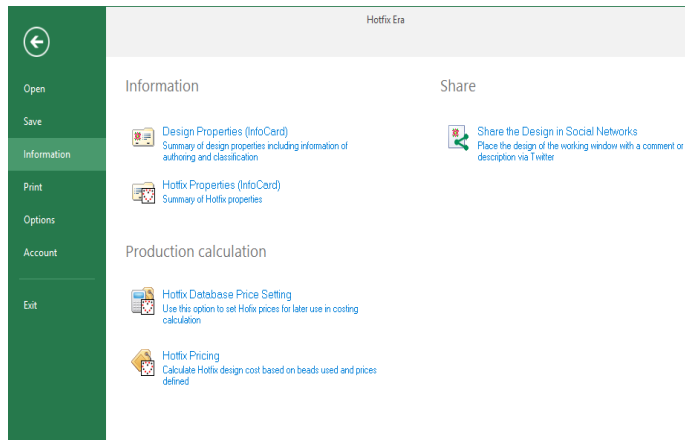 Hotfix Era
Open
Save
Information
Print
Options
Account
Exit
Information
Design Properties (InfoCard)
Summary of design properties including information of
authoring and classification
Hotfix Properties (InfoCard)
Summary of Hotfix properties
Production calculation
Hotfix Database Price Setting
Use this option to set Hofix prices for later use in costing
calculation
Hotfix Pricing
Calculate Hotfix design cost based on beads used and prices
defined
Share
Share the Design in Social Networks
Place the design of the working window with a comment or
description via Twitter